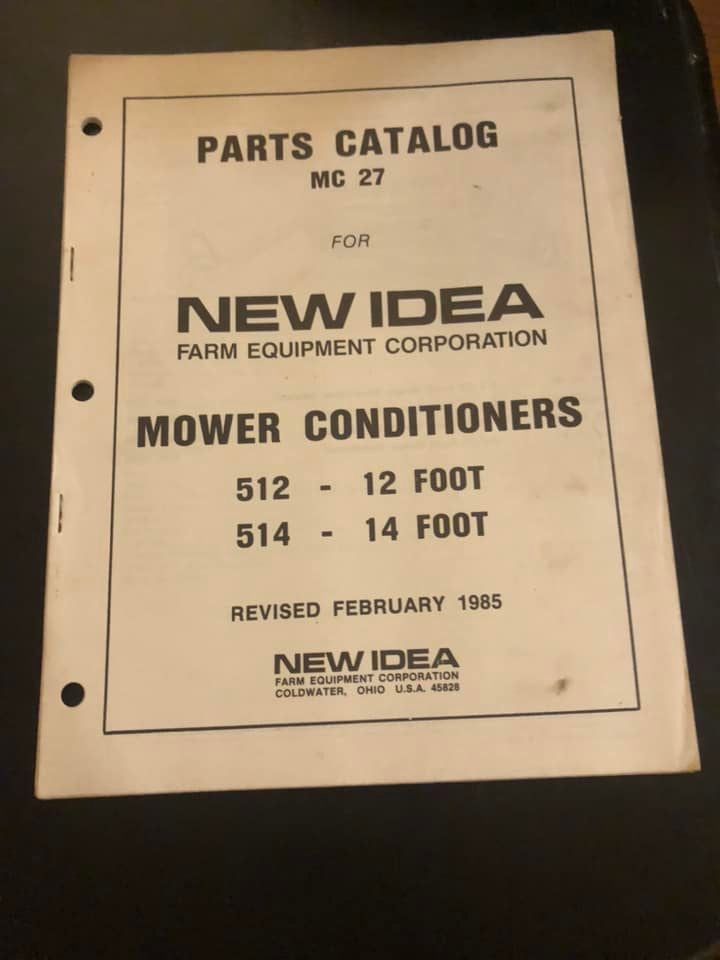 PARTS CATALOG
MC 27
FOR
NEW IDEA
FARM EQUIPMENT CORPORATION
MOWER CONDITIONERS
512 - 12 FOOT
514 - 14 FOOT
REVISED FEBRUARY 1985
NEW IDEA
FARM EQUIPMENT CORPORATION
COLDWATER, OHIO U.S.A. 45828